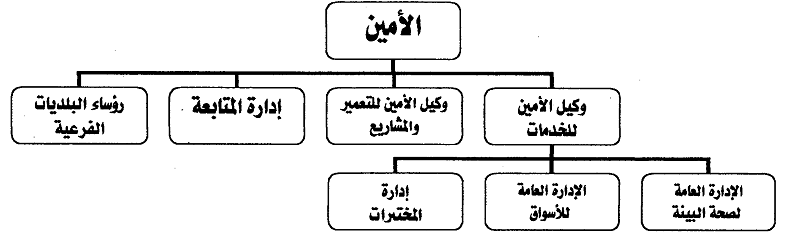 الأمين
وكيل الأمين
للخدمات
وكيل الأمين للتعمير
والمشاريع
إدارة المتابعة
رؤساء البلديات
الفرعية
الإدارة العامة
لصحة البيئة
الإدارة العامة
للأسواق
إدارة
المختبرات